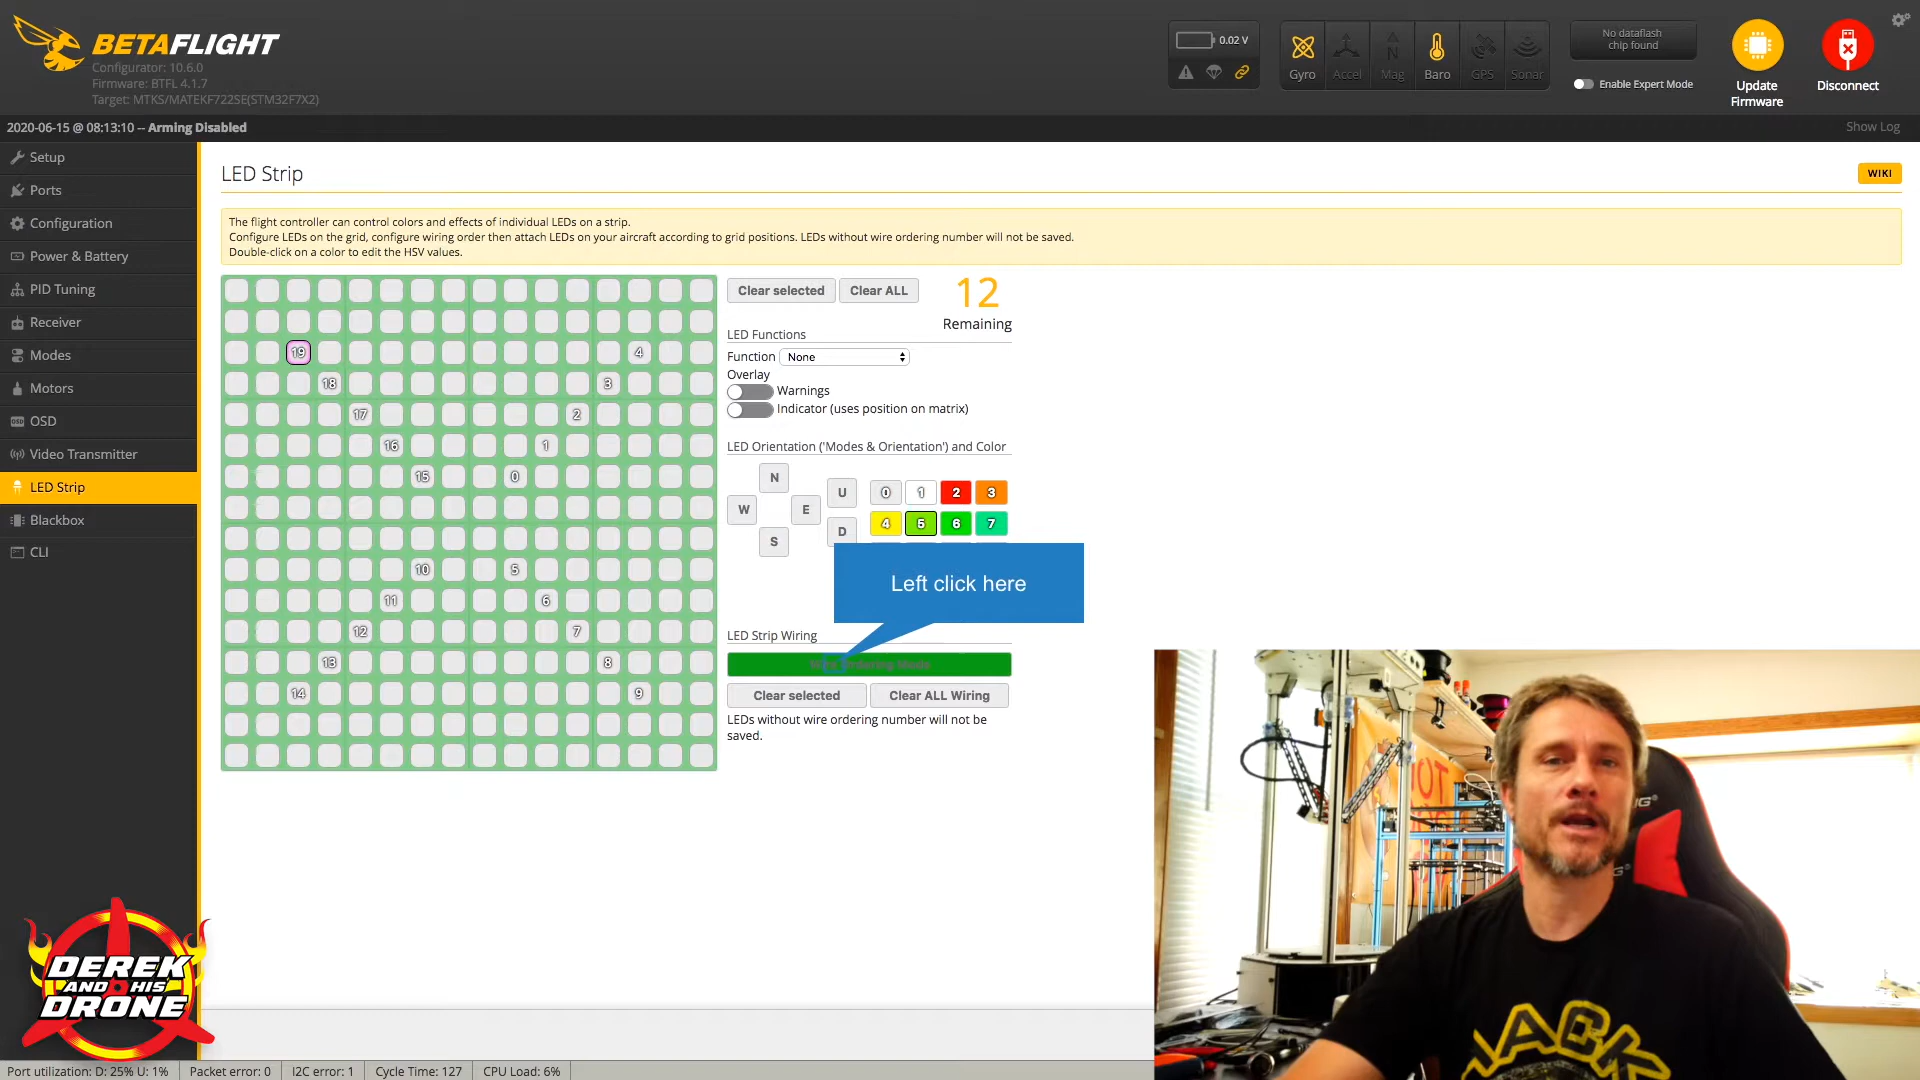 BETAFLIGHT
Configurator: 10.6.0
Firmware: BTFL 4.1.7
Target: MTKS/MATEKF722SE(STM32F7X2)
0.02 V
Gyro
Accel
Mag
Baro
GPS
Sonar
No dataflash
chip found
Enable Expert Mode
Update
Firmware
Disconnect
2020-06-15 @ 08:13:10 -- Arming Disabled
Show Log
Setup
Ports
Configuration
Power & Battery
PID Tuning
Receiver
Modes
Motors
OSD
Video Transmitter
LED Strip
Blackbox
CLI
LED Strip
WIKI
The flight controller can control colors and effects of individual LEDs on a strip.
Configure LEDs on the grid, configure wiring order then attach LEDs on your aircraft according to grid positions. LEDs without wire ordering number will not be saved.
Double-click on a color to edit the HSV values.
19 4
18 3
17 2
16 1
15 0
10 5
11 6
12 7
13 8
14 9
Clear selected
Clear ALL
12
Remaining
LED Functions
Function None
Overlay
Warnings
Indicator (uses position on matrix)
LED Orientation ('Modes & Orientation') and Color
N
W E
S
U
D
0 1 2 3
4 5 6 7
Left click here
LED Strip Wiring
Wire Ordering Mode
Clear selected
Clear ALL Wiring
LEDs without wire ordering number will not be
saved.
DEREK
AND HIS
DRONE
Port utilization: D: 25% U: 1%
Packet error: 0
I2C error: 1
Cycle Time: 127
CPU Load: 6%